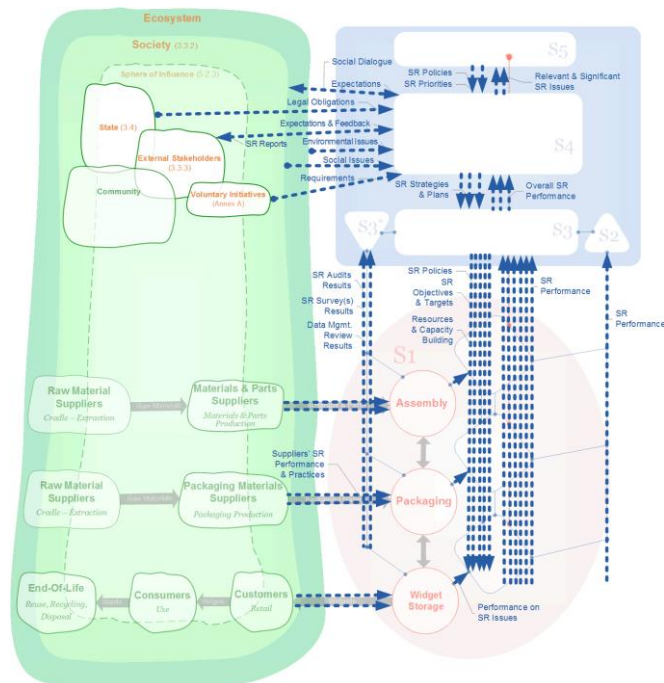 Ecosystem
Society (3.3.2)
Sphere of Influence (5.2.3)
State (3.4)
External Stakeholders
(3.3.3)
Community
Voluntary Initiatives
(Annex A)
Social Dialogue
Expectations
Legal Obligations
Expectations & Feedback
SR Reports
Environmental Issues
Social Issues
Requirements
S5
SR Policies
SR Priorities
Relevant & Significant
SR Issues
S4
SR Strategies
& Plans
Overall SR
Performance
S3*
S3
S2
SR Audits
Results
SR Survey(s)
Results
Data Mgmt.
Review
Results
SR Policies
SR
Objectives
& Targets
Resources
& Capacity
Building
SR
Performance
SR
Performance
S1
Raw Material
Suppliers
Cradle – Extraction
Raw Materials
Materials & Parts
Suppliers
Materials & Parts
Production
Assembly
Suppliers' SR
Performance
& Practices
Raw Material
Suppliers
Cradle – Extraction
Raw Materials
Packaging Materials
Suppliers
Packaging Production
Packaging
End-Of-Life
Reuse, Recycling,
Disposal
Consumers
Use
Customers
Retail
Widget
Storage
Performance on
SR Issues